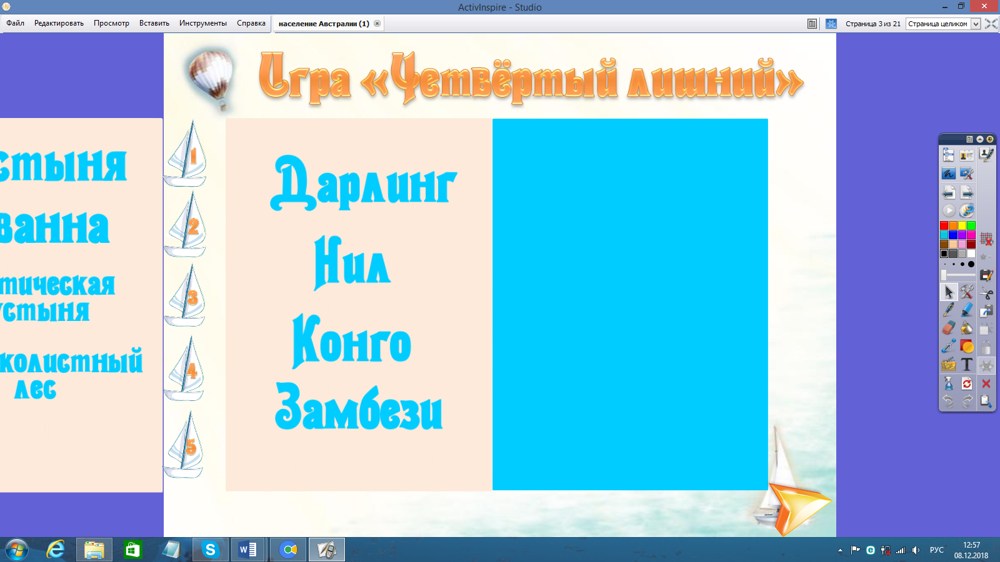 ActivInspire - Studio
Файл Редактировать Просмотр Вставить Инструменты Справка
население Австралии (1)
Страница 3 из 21
Страница целиком
Игра «Четвёртый лишний»
стыня
ванна
тическая
устыня
колистный
лес
1
2
3
4
5
Дарлинг
Нил
Конго
Замбези
РУС
12:57
08.12.2018